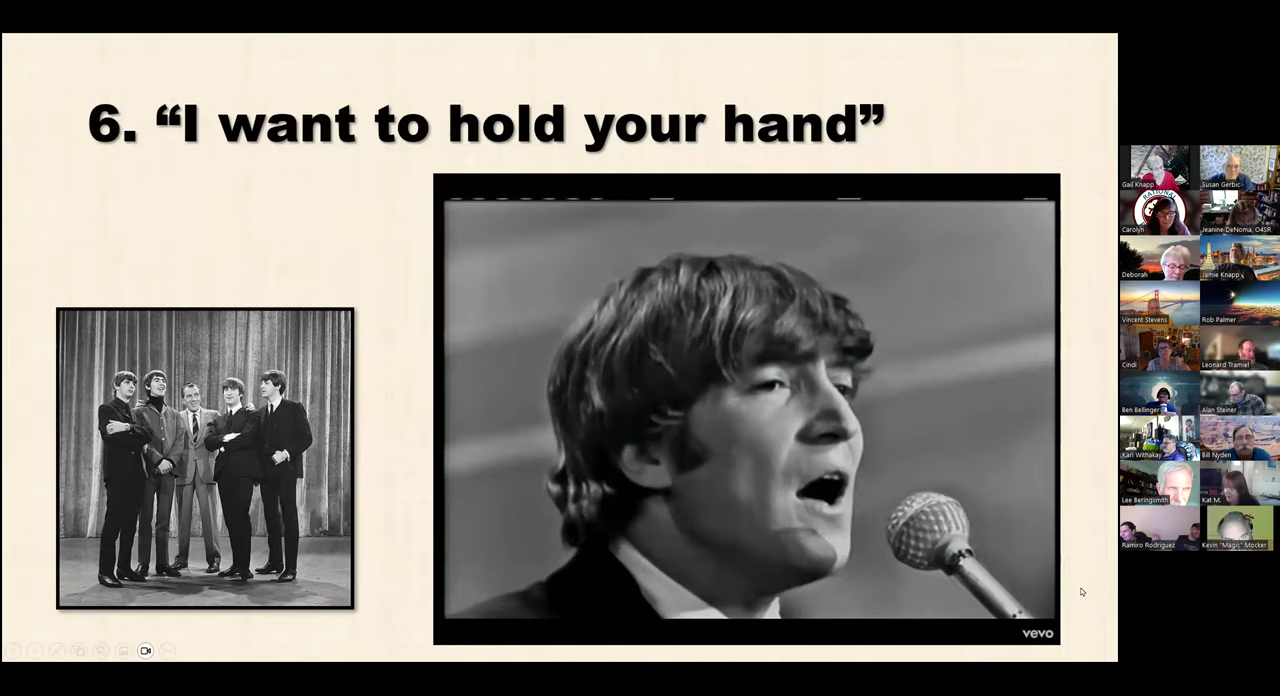 6. “I want to hold your hand”
vevo
Gail Knapp
Susan Gerbic
Carolyn
Jeanine DeNoma, O4SR
Deborah
Jamie Knapp
Vincent Stevens
Rob Palmer
Cindi
Leonard Tramiel
Ben Bellinger
Alan Steiner
Karl Withakay
Bill Nyden
Lee Beringsmith
Kat M.
Ramiro Rodriguez
Kevin "Magic" Mocker